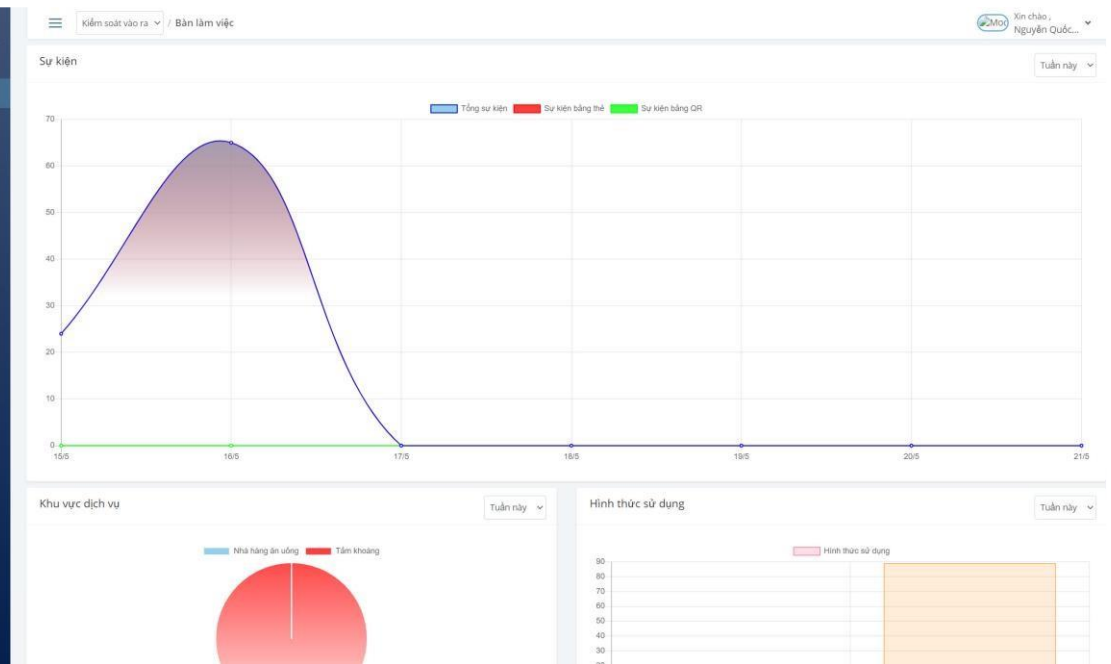 Kiểm soát vào ra / Bàn làm việc
Moc
Xin chào ,
Nguyễn Quốc...
Sự kiện
Tuần này
Tổng sự kiện Sự kiện bằng thẻ Sự kiện bằng QR
70
60
50
40
30
20
10
0
15/5 16/5 17/5 18/5 19/5 20/5 21/5
Khu vực dịch vụ
Tuần này
Nhà hàng ăn uống Tắm khoáng
Hình thức sử dụng
Tuần này
Hình thức sử dụng
90
80
70
60
50
40
30
20